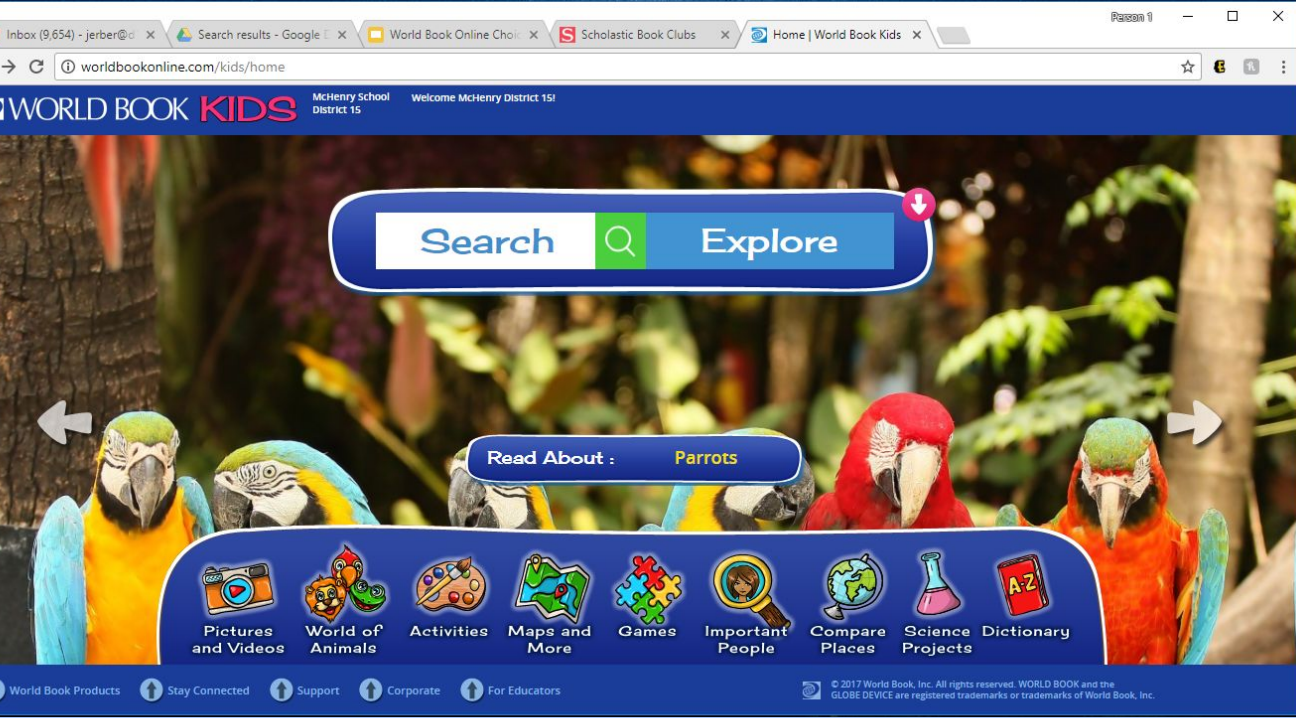 Person 1
Inbox (9,654) - jerber@d
Search results - Google
World Book Online Choic
Scholastic Book Clubs
Home | World Book Kids
worldbookonline.com/kids/home
WORLD BOOK KIDS
McHenry School
District 15
Welcome McHenry District 15!
Search
Explore
Read About :
Parrots
Pictures
and Videos
World of
Animals
Activities
Maps and
More
Games
Important
People
Compare
Places
Science
Projects
A-Z
Dictionary
World Book Products
Stay Connected
Support
Corporate
For Educators
© 2017 World Book, Inc. All rights reserved. WORLD BOOK and the
GLOBE DEVICE are registered trademarks or trademarks of World Book, Inc.